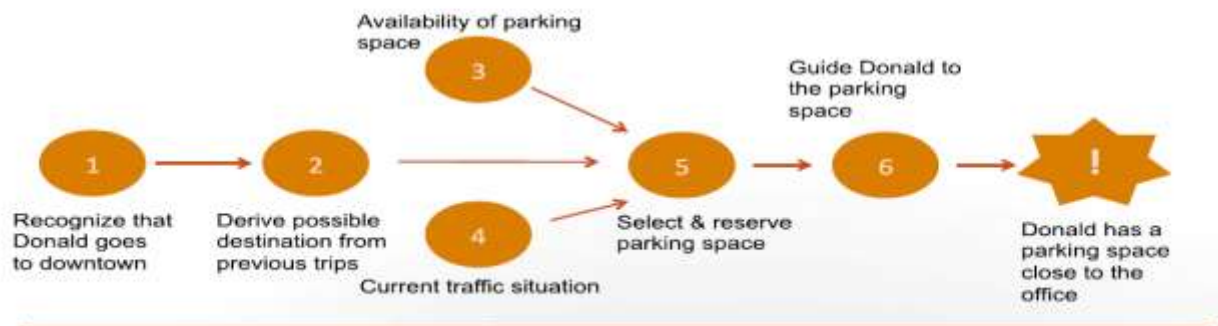 Availability of parking
space
3
Guide Donald to
the parking
space
1
2
5
6
!
Recognize that
Donald goes
to downtown
Derive possible
destination from
previous trips
4
Current traffic situation
Select & reserve
parking space
Donald has a
parking space
close to the
office